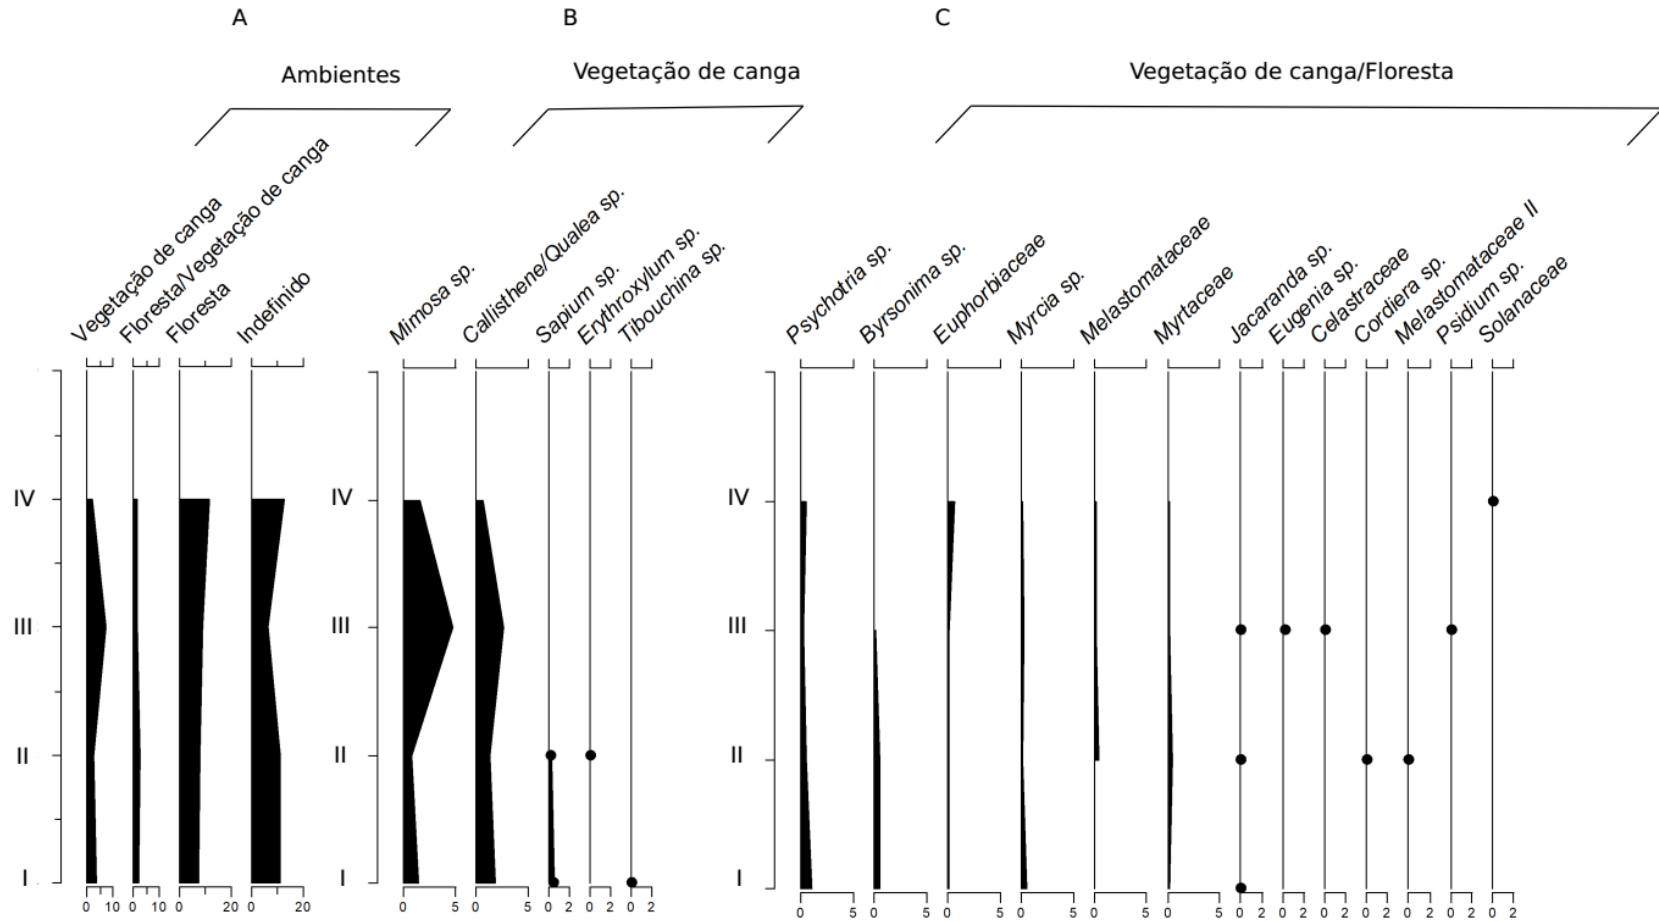 A B C
Ambientes Vegetação de canga Vegetação de canga/Floresta
Vegetação de canga
Floresta/Vegetação de canga
Floresta
Indefinido
Mimosa sp.
Callisthene/Qualea sp.
Sapium sp.
Erythroxylum sp.
Tibouchina sp.
Psychotria sp.
Byrsonima sp.
Euphorbiaceae
Myrcia sp.
Melastomataceae
Myrtaceae
Jacaranda sp.
Eugenia sp.
Celastraceae
Cordiera sp.
Melastomataceae II
Psidium sp.
Solanaceae
IV IV IV
III III III
II II II
I I I
0 10 0 10 0 20 0 20 0 5 0 5 0 2 0 2 0 2 0 5 0 5 0 5 0 5 0 5 0 5 0 2 0 2 0 2 0 2 0 2 0 2 0 2